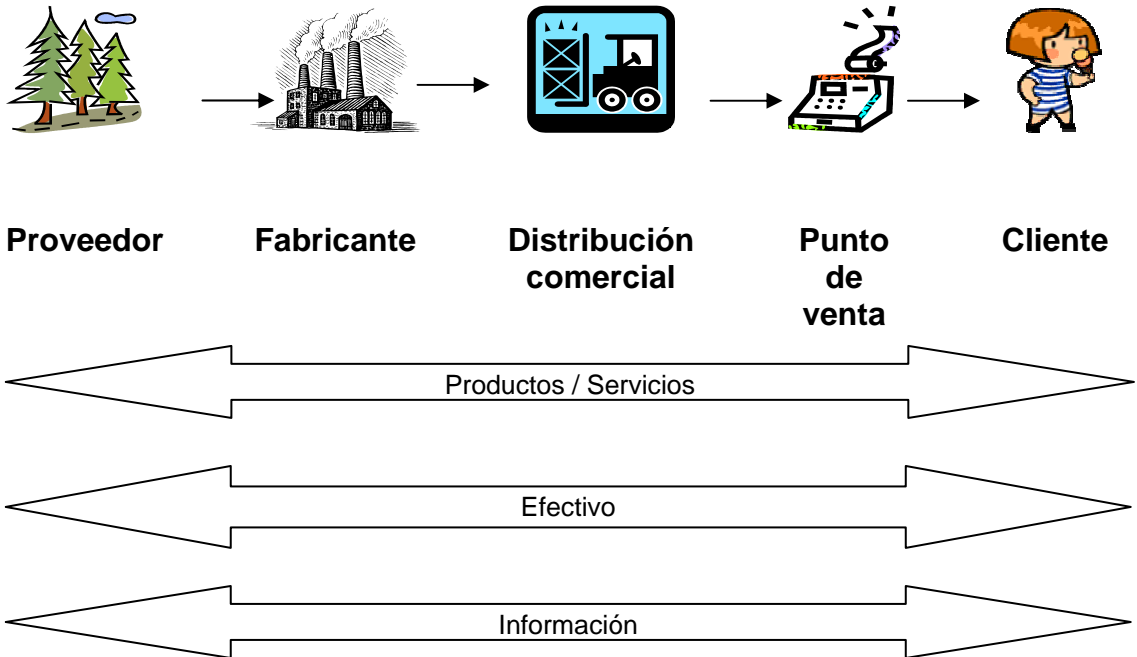 Proveedor
Fabricante
Distribución
comercial
Punto
de
venta
Cliente
Productos / Servicios
Efectivo
Información